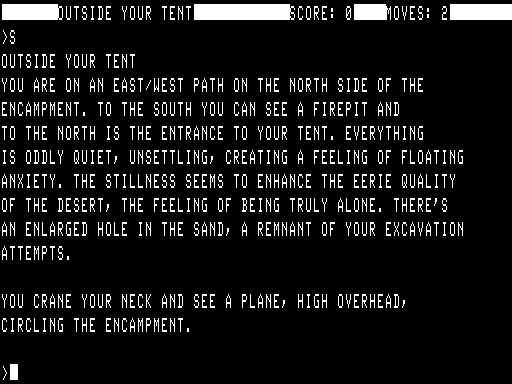 OUTSIDE YOUR TENT SCORE: 0 MOVES: 2
>S
OUTSIDE YOUR TENT
YOU ARE ON AN EAST/WEST PATH ON THE NORTH SIDE OF THE
ENCAMPMENT. TO THE SOUTH YOU CAN SEE A FIREPIT AND
TO THE NORTH IS THE ENTRANCE TO YOUR TENT. EVERYTHING
IS ODDLY QUIET, UNSETTLING, CREATING A FEELING OF FLOATING
ANXIETY. THE STILLNESS SEEMS TO ENHANCE THE EERIE QUALITY
OF THE DESERT, THE FEELING OF BEING TRULY ALONE. THERE'S
AN ENLARGED HOLE IN THE SAND, A REMNANT OF YOUR EXCAVATION
ATTEMPTS.
YOU CRANE YOUR NECK AND SEE A PLANE, HIGH OVERHEAD,
CIRCLING THE ENCAMPMENT.
>